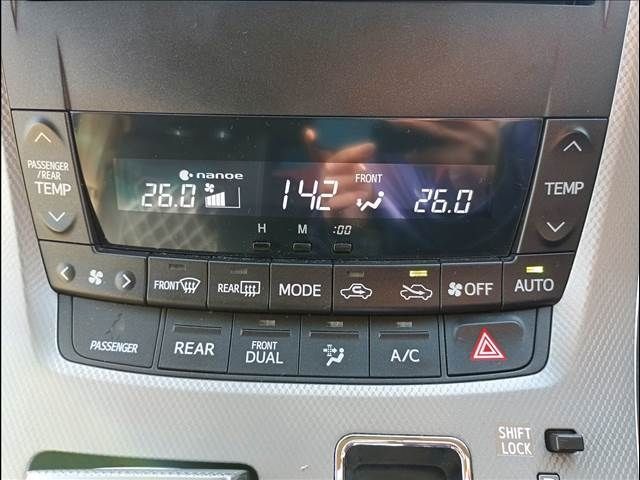 PASSENGER
/REAR
TEMP
nanoe
26.0
142
FRONT
26.0
TEMP
H M :00
FRONT
REAR
MODE
OFF
AUTO
PASSENGER
REAR
FRONT
DUAL
A/C
SHIFT
LOCK
P